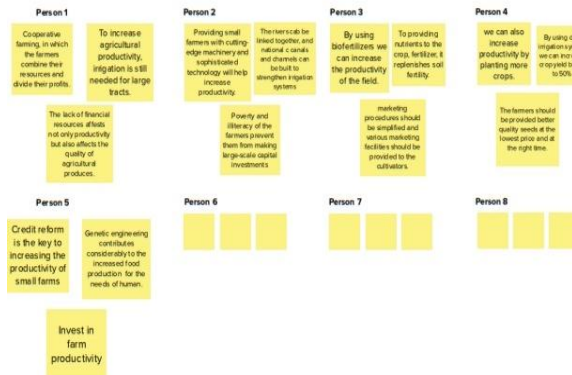 Person 1
Cooperative
farming, in which
the farmers
combine their
resources and
divide their profits.
To increase
agricultural
productivity,
irrigation is still
needed for large
tracts.
The lack of financial
resources affests
not only productivity
but also affects the
quality of
agricultural
produces.
Person 2
Providing small
farmers with cutting-
edge machinery and
sophisticated
technology will help
increase
productivity.
The rivers cab be
linked together, and
national canals and
channels can be
built to
strengthen irrigation
systems
Poverty and
illiteracy of the
farmers prevent
them from making
large-scale capital
investments
Person 3
By using
biofertilizers we
can increase
the productivity
of the field.
To providing
nutrients to the
crop, fertilizer, it
replenishes soil
fertility.
marketing
procedures should
be simplified and
various marketing
facilities should be
provided to the
cultivators.
Person 4
we can also
increase
productivity by
planting more
crops.
By using
irrigation
we can
crop yield
to 50%.
The farmers should
be provided better
quality seeds at the
lowest price and at
the right time.
Person 5
Credit reform
is the key to
increasing the
productivity of
small farms
Genetic engineering
contributes
considerably to the
increased food
production for the
needs of human.
Invest in
farm
productivity
Person 6
Person 7
Person 8